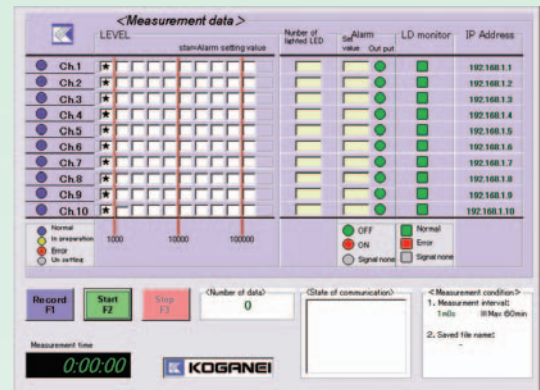 <Measurement data>
LEVEL
star=Alarm setting value
Nunber of lighted LED
Alarm
Set value
Out put
LD monitor
IP Address
Ch.1 ★ 192.168.1.1
Ch.2 ★ 192.168.1.2
Ch.3 ★ 192.168.1.3
Ch.4 ★ 192.168.1.4
Ch.5 ★ 192.168.1.5
Ch.6 ★ 192.168.1.6
Ch.7 ★ 192.168.1.7
Ch.8 ★ 192.168.1.8
Ch.9 ★ 192.168.1.9
Ch.10 ★ 192.168.1.10
Normal
In preparation
Error
Un setting
1000 10000 100000
OFF
ON
Signal none
Normal
Error
Signal none
Record
F1
Start
F2
Stop
F3
<Number of data>
0
<State of communication>
<Measurement condition>
1. Measurment interval:
1m0s ※Max 60min
2. Saved file name:
-
Measurement time
0:00:00
KOGANEI